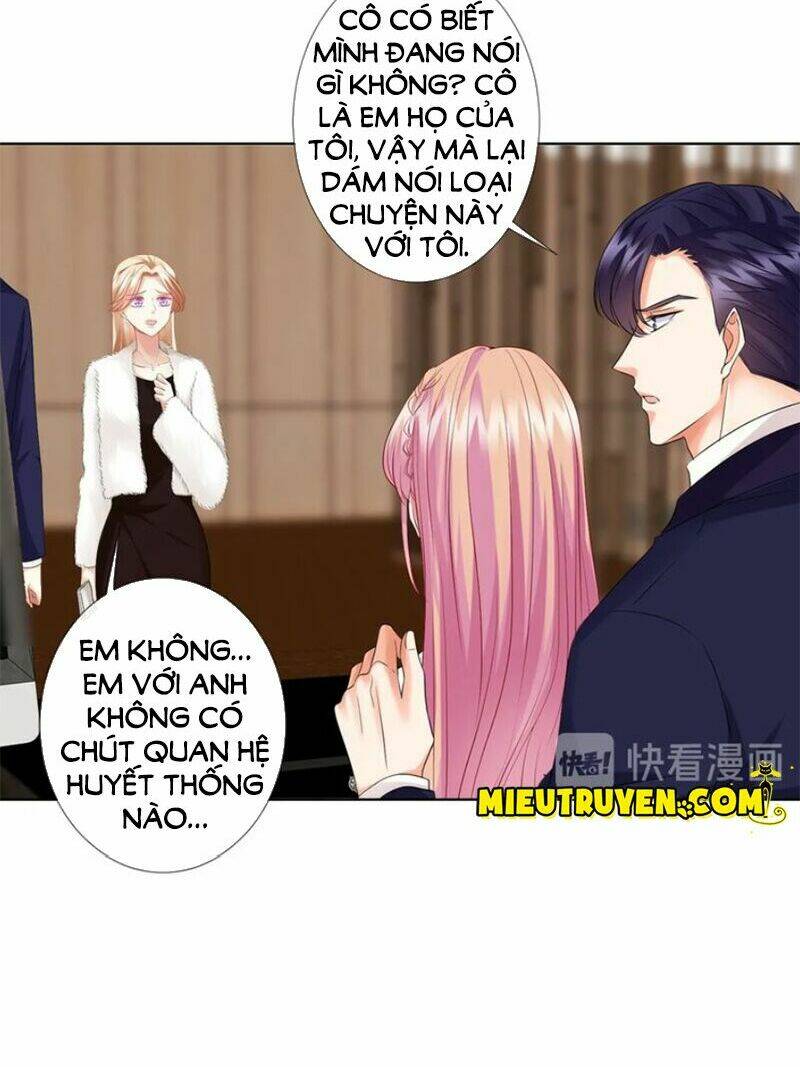 CÔ CÓ BIẾT
MÌNH ĐANG NÓI
GÌ KHÔNG? CÔ
LÀ EM HỌ CỦA
TÔI, VẬY MÀ LẠI
DÁM NÓI LOẠI
CHUYỆN NÀY
VỚI TÔI.
EM KHÔNG...
EM VỚI ANH
KHÔNG CÓ
CHÚT QUAN HỆ
HUYẾT THỐNG
NÀO...
快看! 快看漫画
MIEUTRUYEN.COM